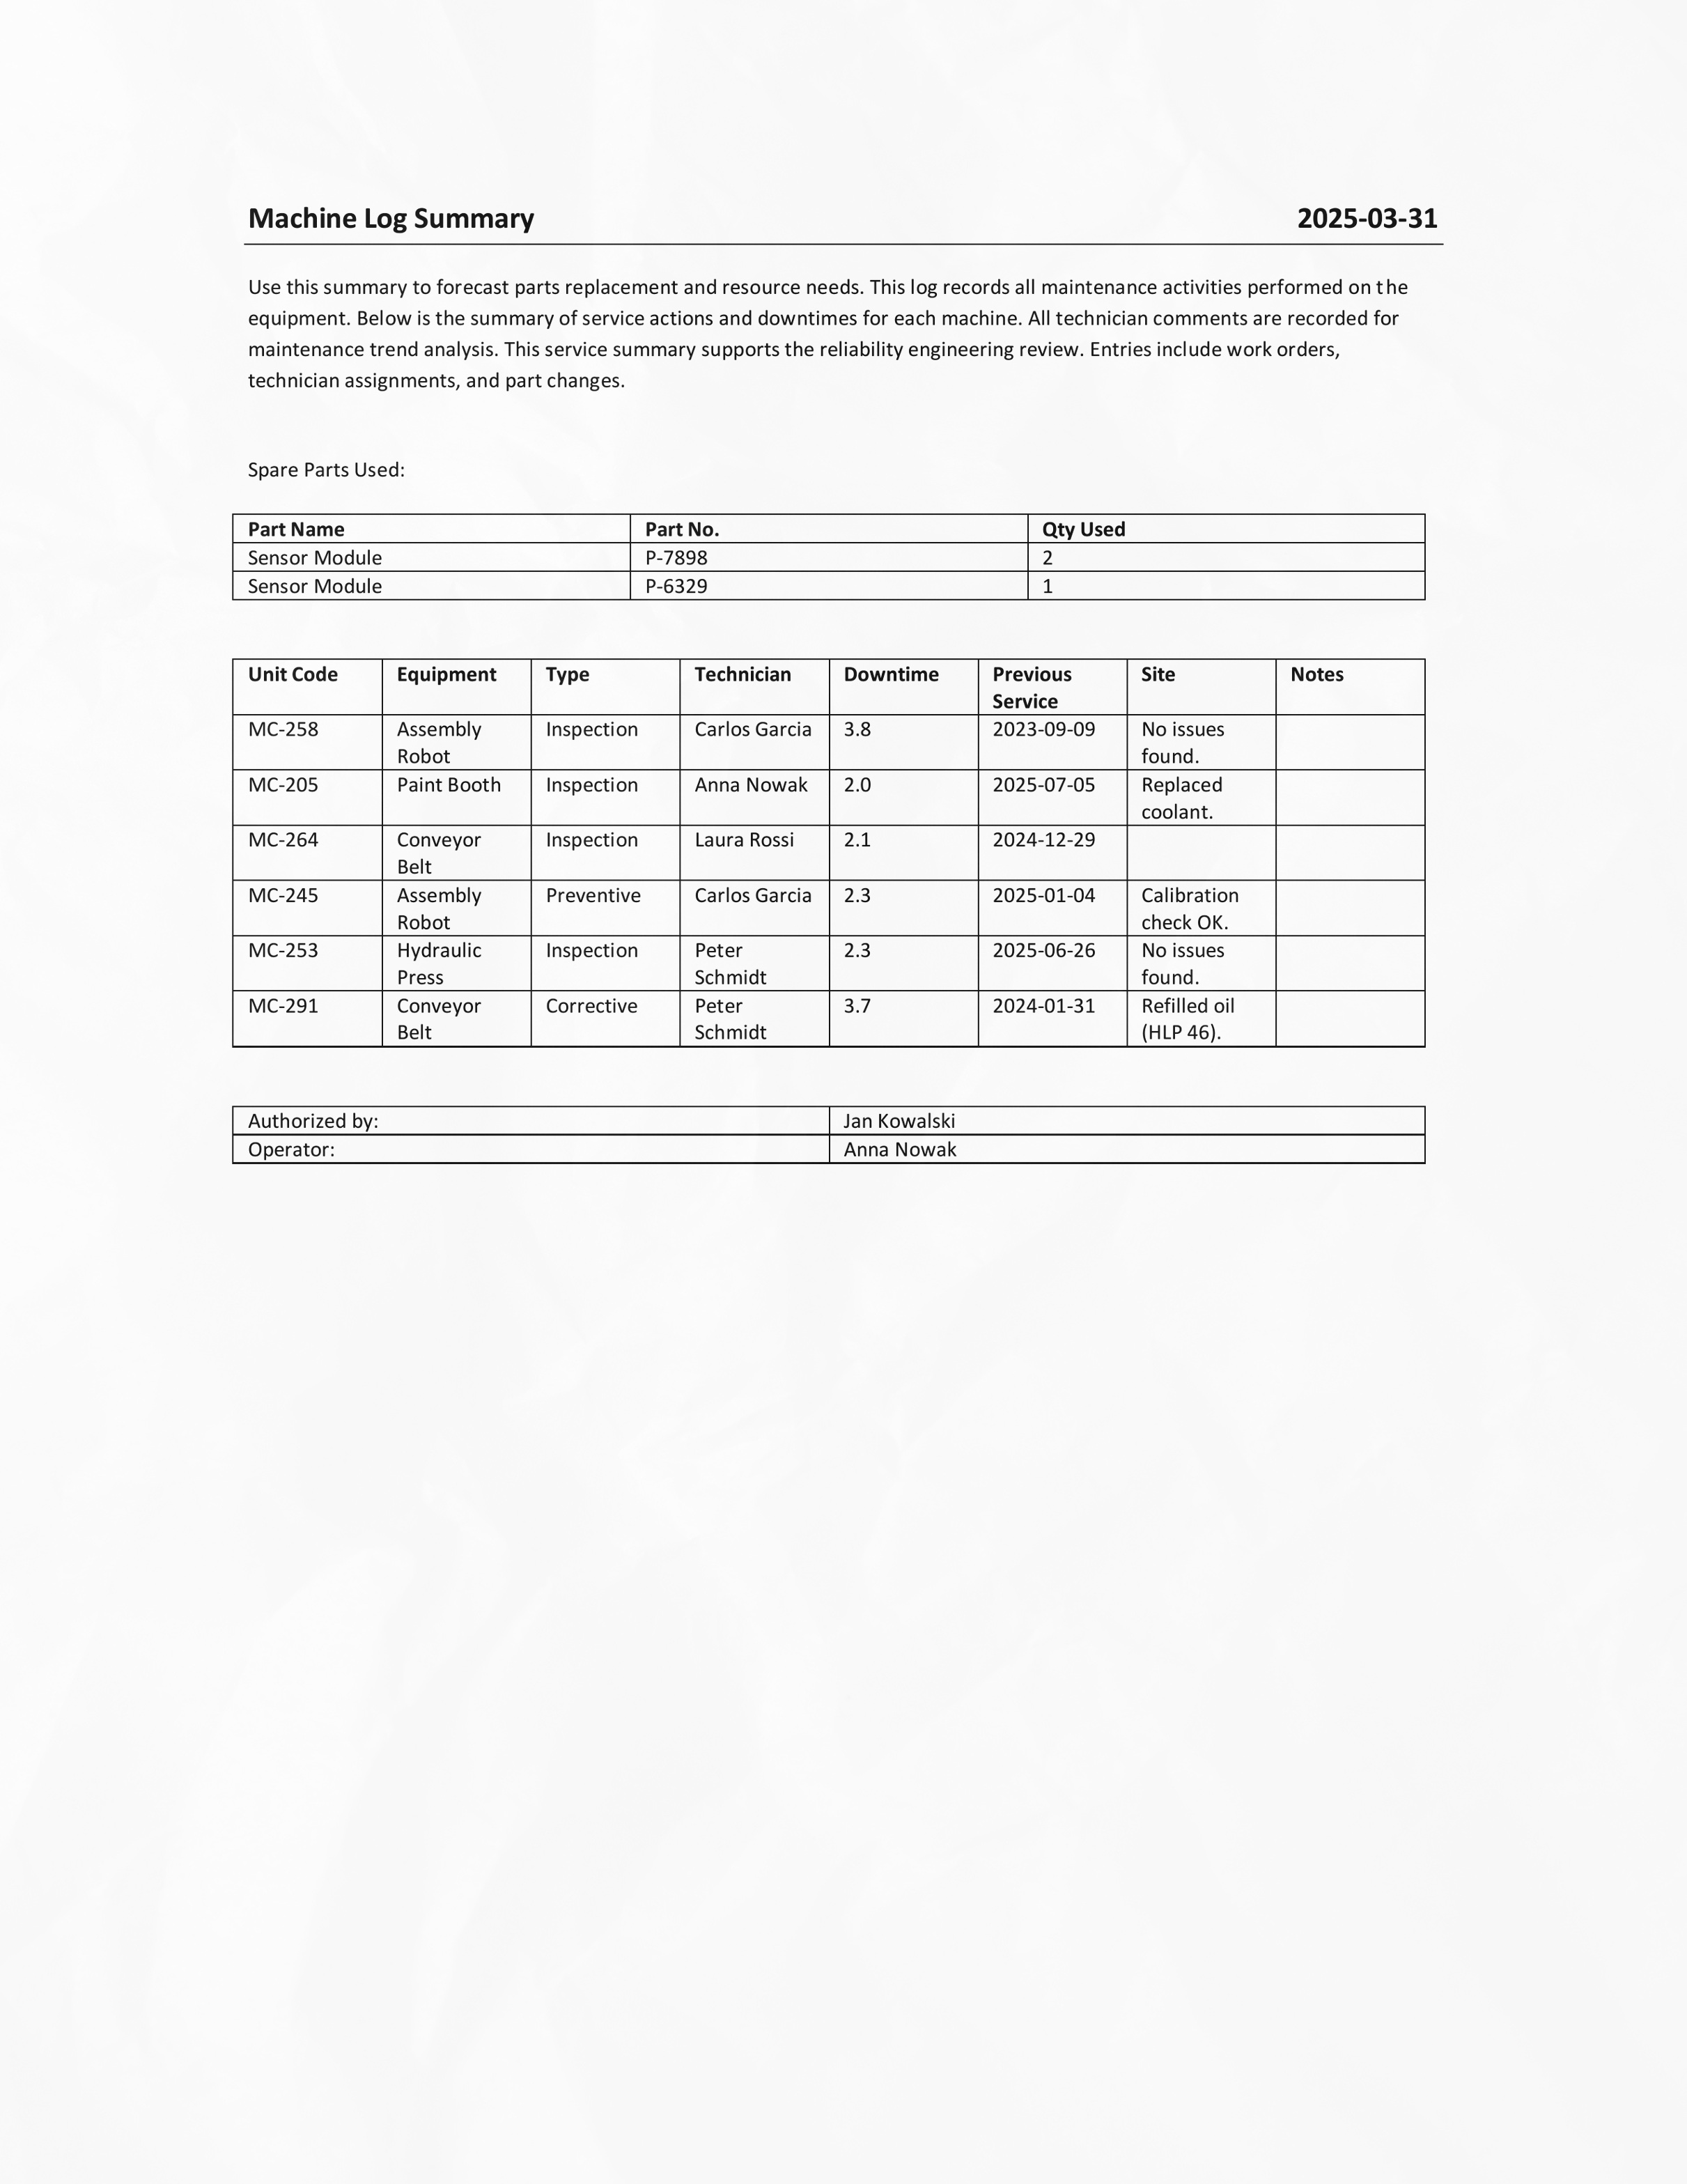 Machine Log Summary 2025-03-31
Use this summary to forecast parts replacement and resource needs. This log records all maintenance activities performed on the
equipment. Below is the summary of service actions and downtimes for each machine. All technician comments are recorded for
maintenance trend analysis. This service summary supports the reliability engineering review. Entries include work orders,
technician assignments, and part changes.
Spare Parts Used:
Part Name Part No. Qty Used
Sensor Module P-7898 2
Sensor Module P-6329 1
Unit Code Equipment Type Technician Downtime Previous Site Notes
Service
MC-258 Assembly Inspection Carlos Garcia 3.8 2023-09-09 No issues
Robot found.
MC-205 Paint Booth Inspection Anna Nowak 2.0 2025-07-05 Replaced
coolant.
MC-264 Conveyor Inspection Laura Rossi 2.1 2024-12-29
Belt
MC-245 Assembly Preventive Carlos Garcia 2.3 2025-01-04 Calibration
Robot check OK.
MC-253 Hydraulic Inspection Peter 2.3 2025-06-26 No issues
Press Schmidt found.
MC-291 Conveyor Corrective Peter 3.7 2024-01-31 Refilled oil
Belt Schmidt (HLP 46).
Authorized by: Jan Kowalski
Operator: Anna Nowak